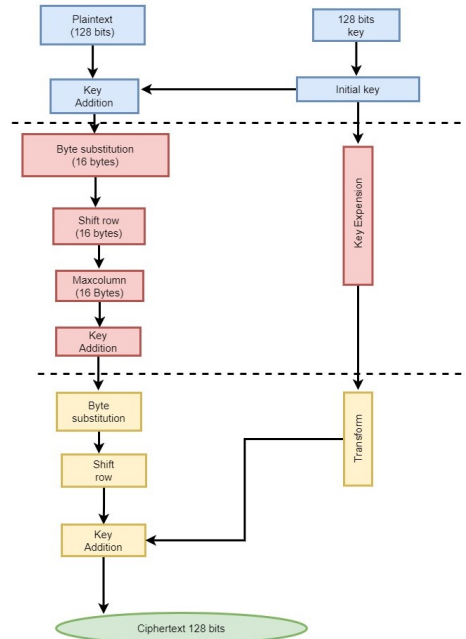 Plaintext
(128 bits)
128 bits
key
Key
Addition
Initial key
Byte substitution
(16 bytes)
Key Expension
Shift row
(16 bytes)
Maxcolumn
(16 Bytes)
Key
Addition
Byte
substitution
Transform
Shift
row
Key
Addition
Ciphertext 128 bits